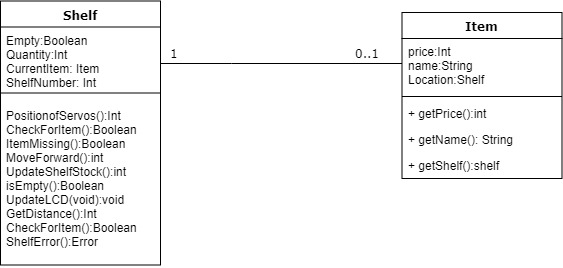 Shelf
Empty:Boolean
Quantity:Int
CurrentItem: Item
ShelfNumber: Int
PositionofServos():Int
CheckForItem():Boolean
ItemMissing():Boolean
MoveForward():int
UpdateShelfStock():int
isEmpty():Boolean
UpdateLCD(void):void
GetDistance():Int
CheckForItem():Boolean
ShelfError():Error
1
0..1
Item
price:Int
name:String
Location:Shelf
+ getPrice():int
+ getName(): String
+ getShelf():shelf